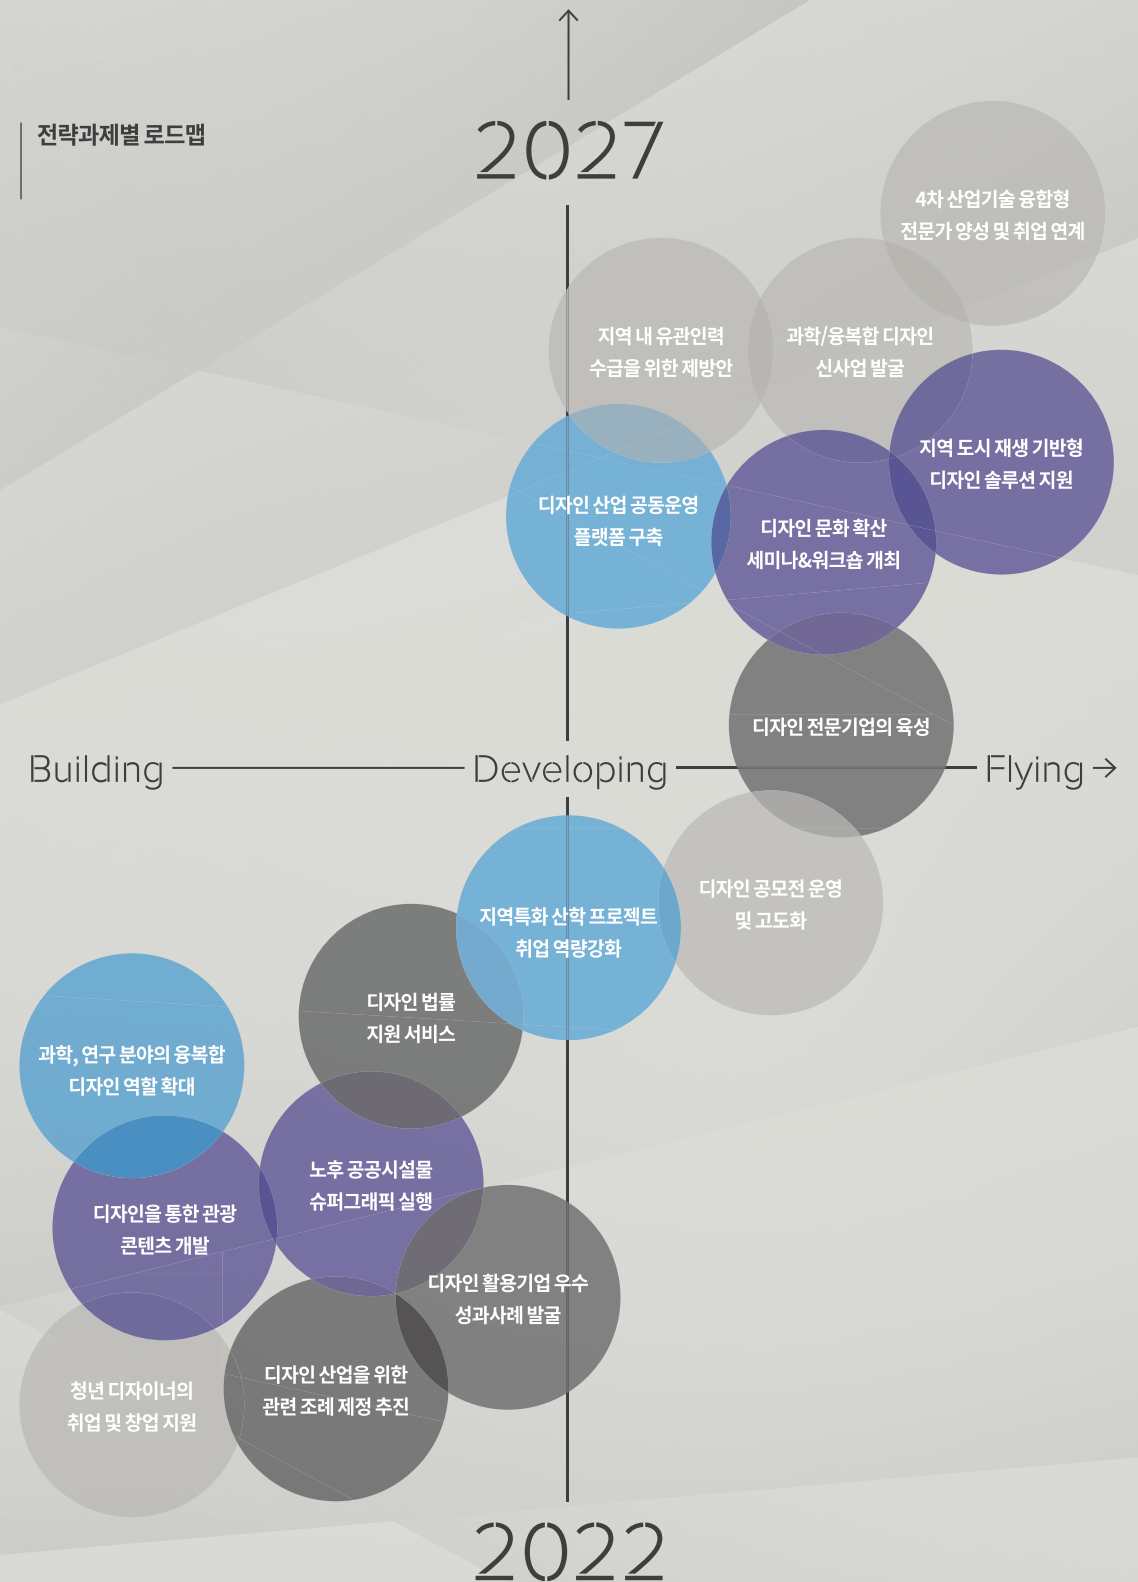 전략과제별 로드맵
2027
4차 산업기술 융합형
전문가 양성 및 취업 연계
지역 내 유관인력
수급을 위한 제방안
과학/융복합 디자인
신사업 발굴
지역 도시 재생 기반형
디자인 솔루션 지원
디자인 산업 공동운영
플랫폼 구축
디자인 문화 확산
세미나&워크숍 개최
디자인 전문기업의 육성
Building
Developing
Flying
디자인 공모전 운영
및 고도화
지역특화 산학 프로젝트
취업 역량강화
디자인 법률
지원 서비스
과학, 연구 분야의 융복합
디자인 역할 확대
노후 공공시설물
슈퍼그래픽 실행
디자인을 통한 관광
콘텐츠 개발
디자인 활용기업 우수
성과사례 발굴
디자인 산업을 위한
관련 조례 제정 추진
청년 디자이너의
취업 및 창업 지원
2022